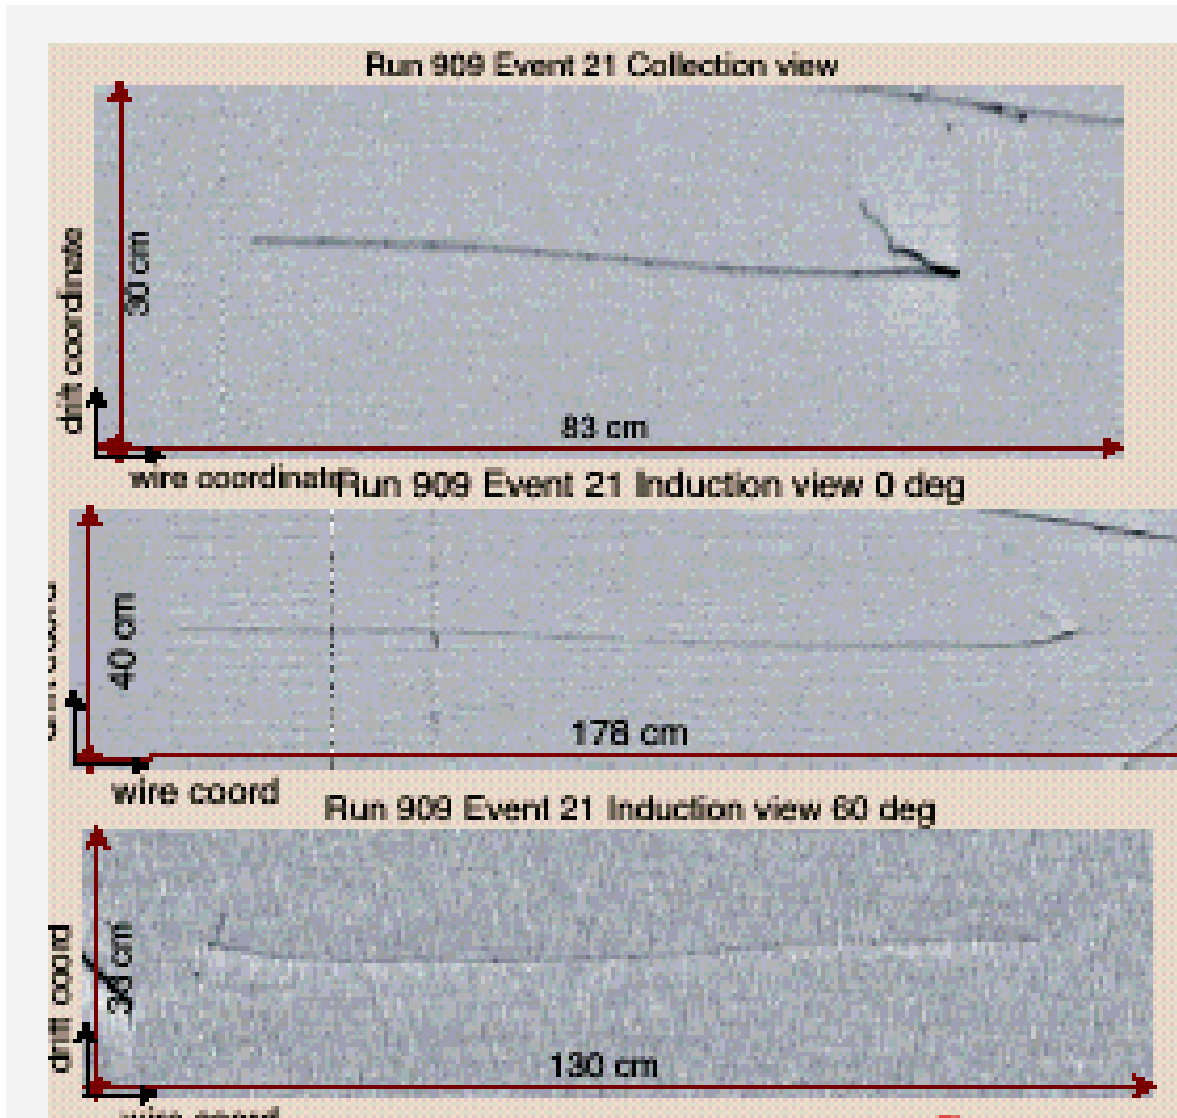 Run 909 Event 21 Collection view
drift coordinate
30 cm
83 cm
wire coordinate
Run 909 Event 21 Induction view 0 deg
40 cm
178 cm
wire coord
Run 909 Event 21 Induction view 60 deg
drift coord
130 cm
wire coord